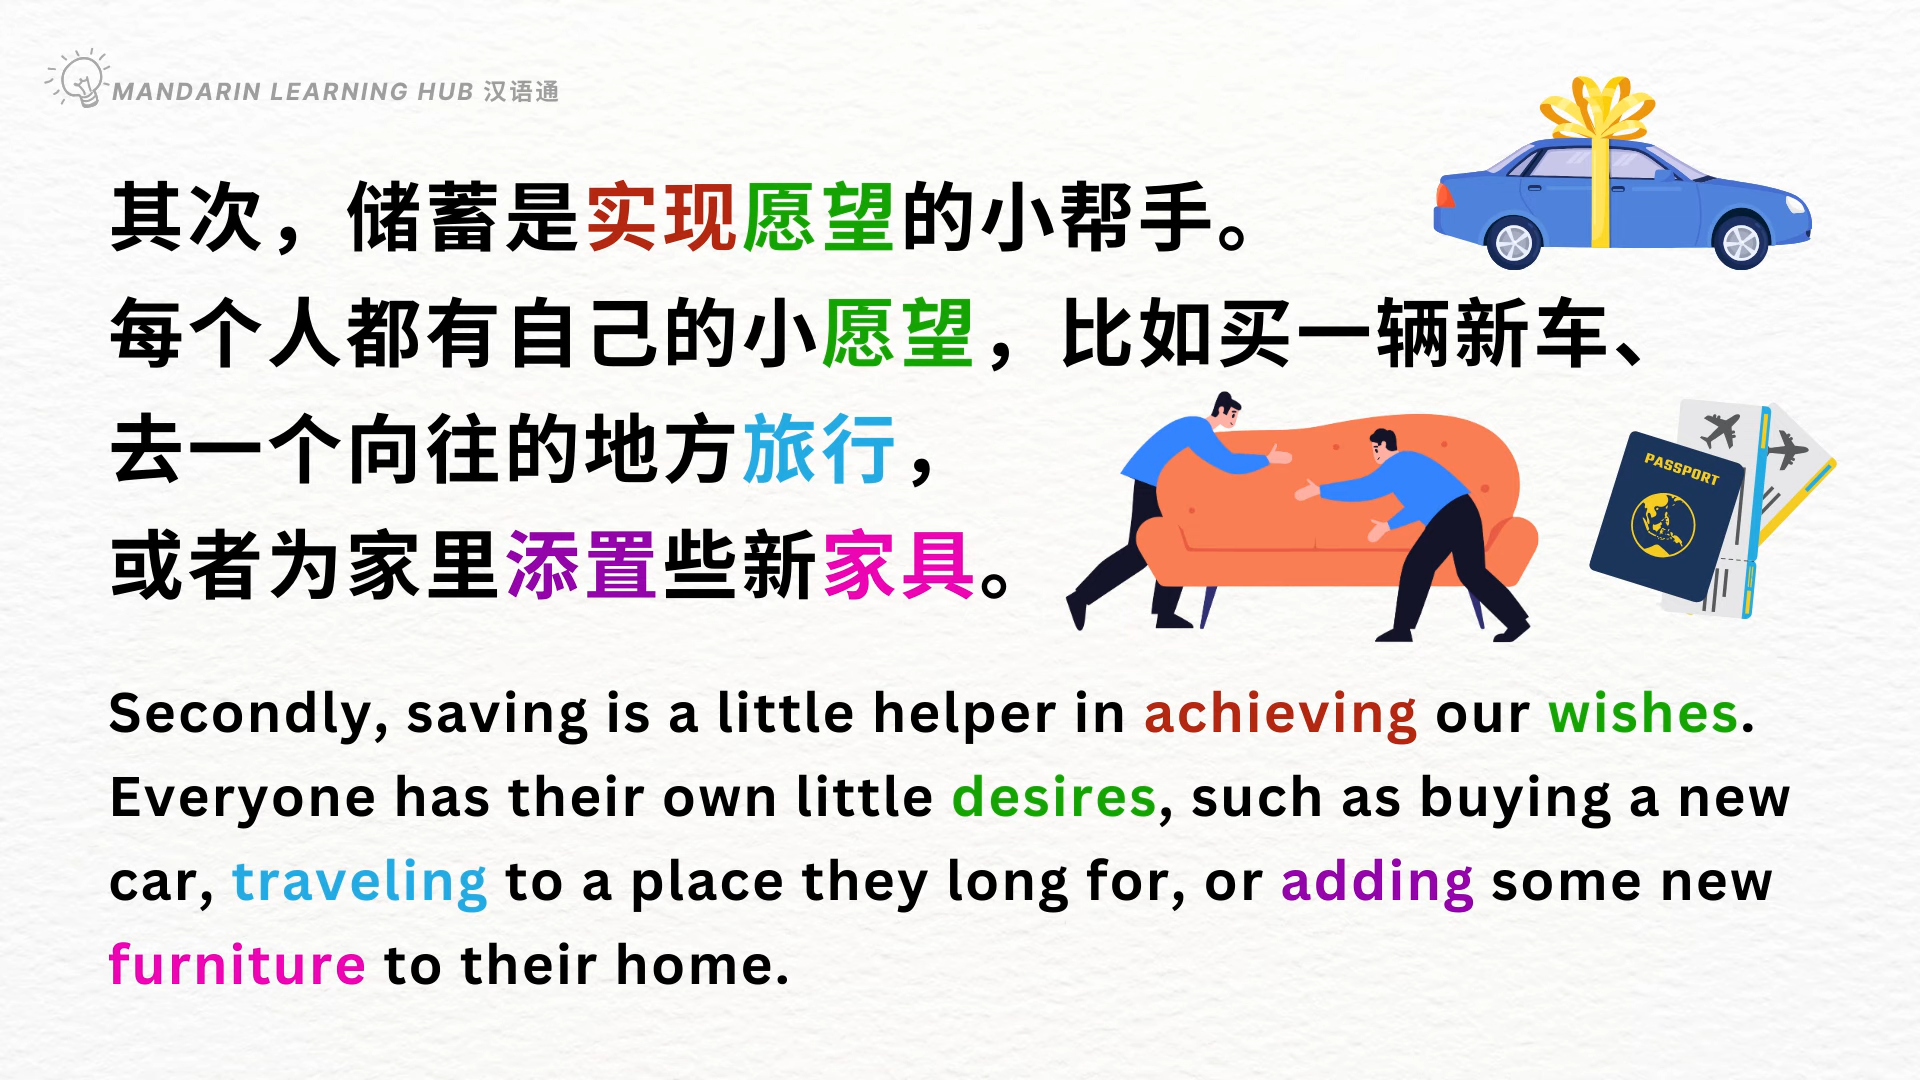 MANDARIN LEARNING HUB 汉语通
其次，储蓄是实现愿望的小帮手。
每个人都有自己的小愿望，比如买一辆新车、
去一个向往的地方旅行，
或者为家里添置些新家具。
PASSPORT
Secondly, saving is a little helper in achieving our wishes.
Everyone has their own little desires, such as buying a new
car, traveling to a place they long for, or adding some new
furniture to their home.